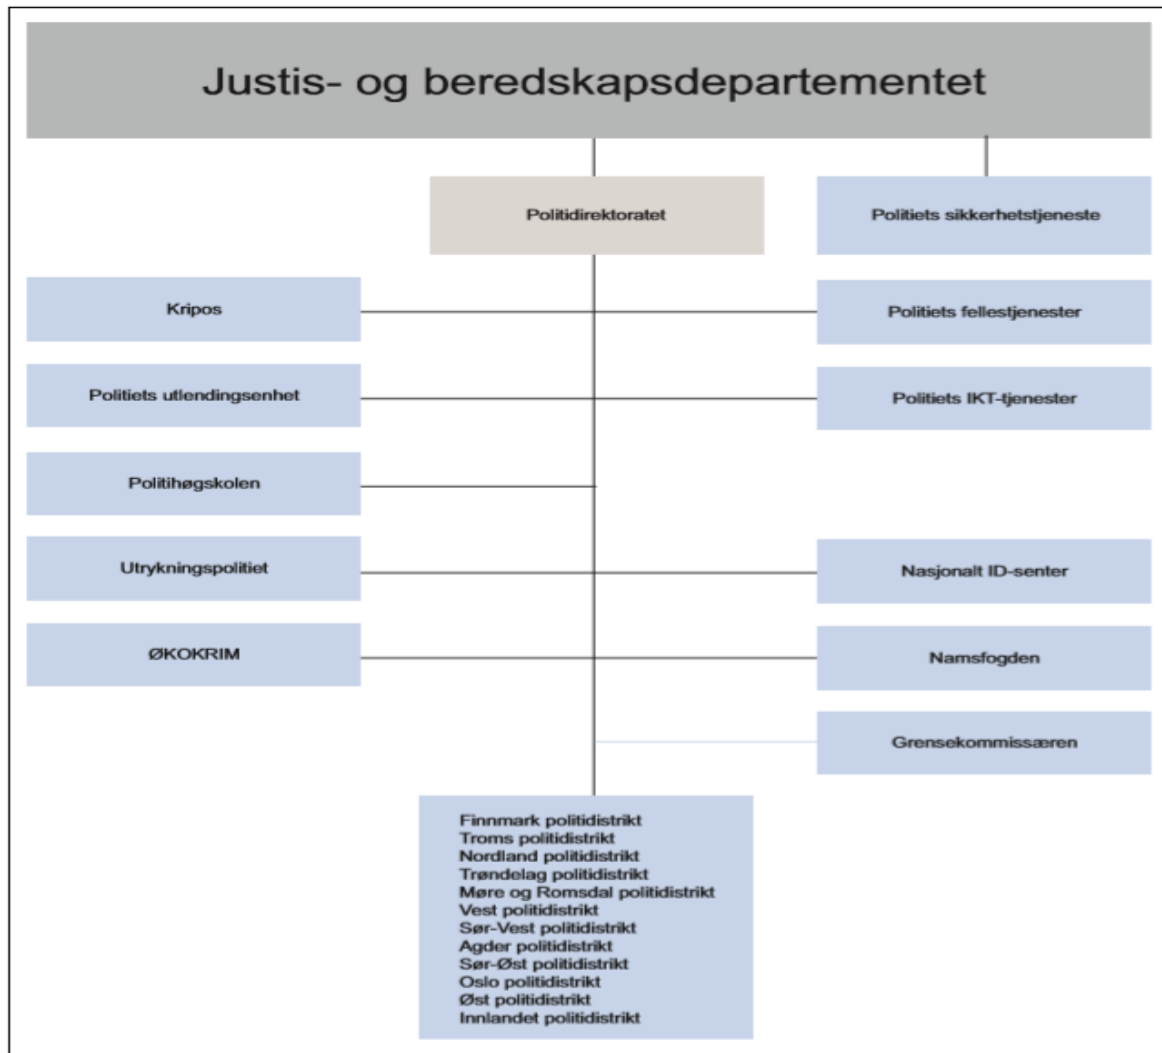 Justis- og beredskapsdepartementet
Politidirektoratet
Politiets sikkerhetstjeneste
Kripos
Politiets fellestjenester
Politiets utlendingsenhet
Politiets IKT-tjenester
Politihøgskolen
Utrykningspolitiet
Nasjonalt ID-senter
ØKOKRIM
Namsfogden
Grensekommissæren
Finnmark politidistrikt
Troms politidistrikt
Nordland politidistrikt
Trøndelag politidistrikt
Møre og Romsdal politidistrikt
Vest politidistrikt
Sør-Vest politidistrikt
Agder politidistrikt
Sør-Øst politidistrikt
Oslo politidistrikt
Øst politidistrikt
Innlandet politidistrikt